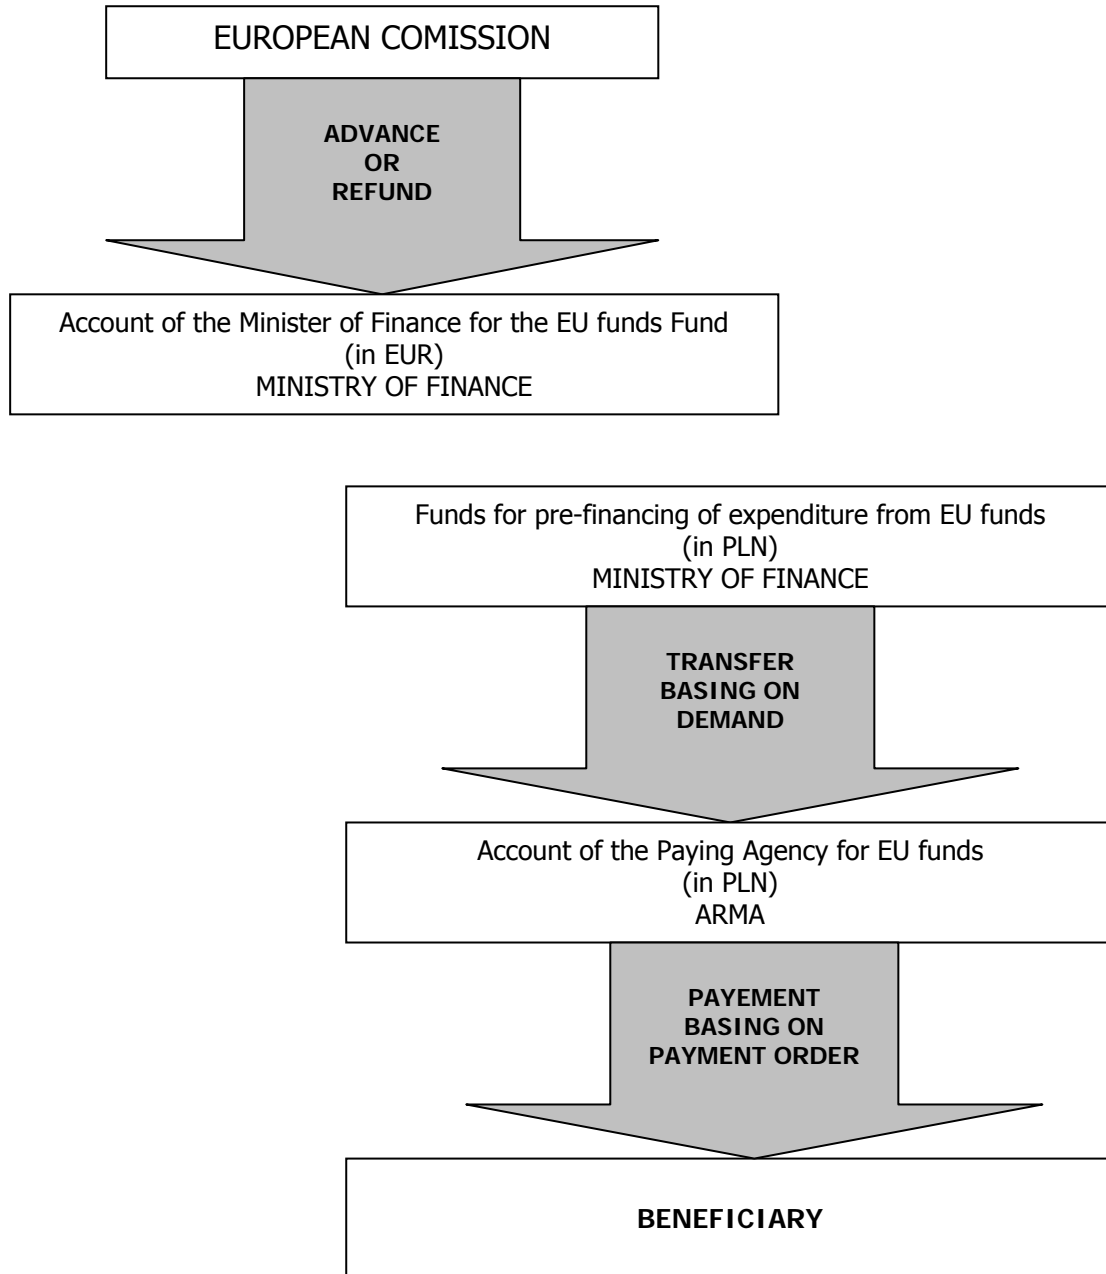 EUROPEAN COMISSION
ADVANCE
OR
REFUND
Account of the Minister of Finance for the EU funds Fund
(in EUR)
MINISTRY OF FINANCE
Funds for pre-financing of expenditure from EU funds
(in PLN)
MINISTRY OF FINANCE
TRANSFER
BASING ON
DEMAND
Account of the Paying Agency for EU funds
(in PLN)
ARMA
PAYEMENT
BASING ON
PAYMENT ORDER
BENEFICIARY